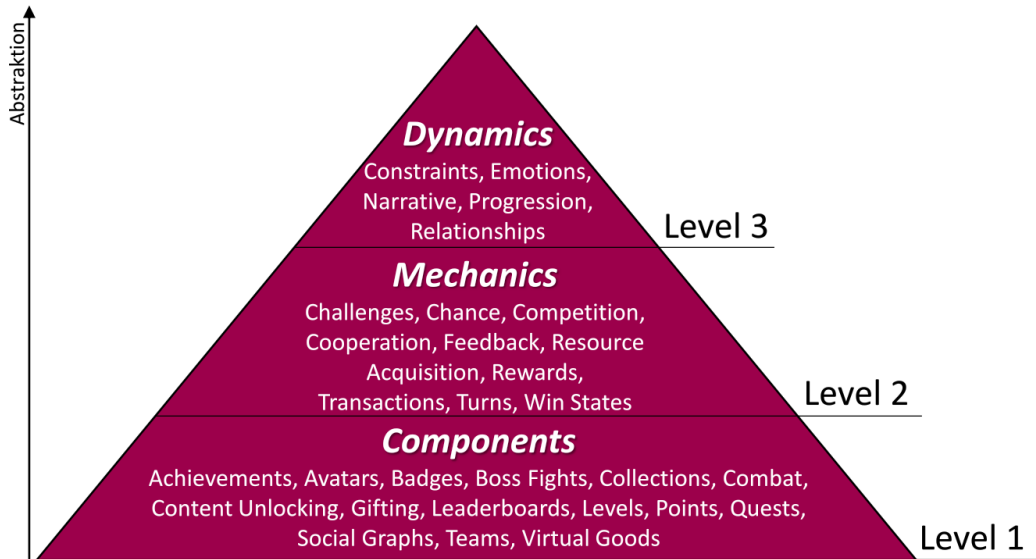 Abstraktion
Dynamics
Constraints, Emotions,
Narrative, Progression,
Relationships
Level 3
Mechanics
Challenges, Chance, Competition,
Cooperation, Feedback, Resource
Acquisition, Rewards,
Transactions, Turns, Win States
Level 2
Components
Achievements, Avatars, Badges, Boss Fights, Collections, Combat,
Content Unlocking, Gifting, Leaderboards, Levels, Points, Quests,
Social Graphs, Teams, Virtual Goods
Level 1